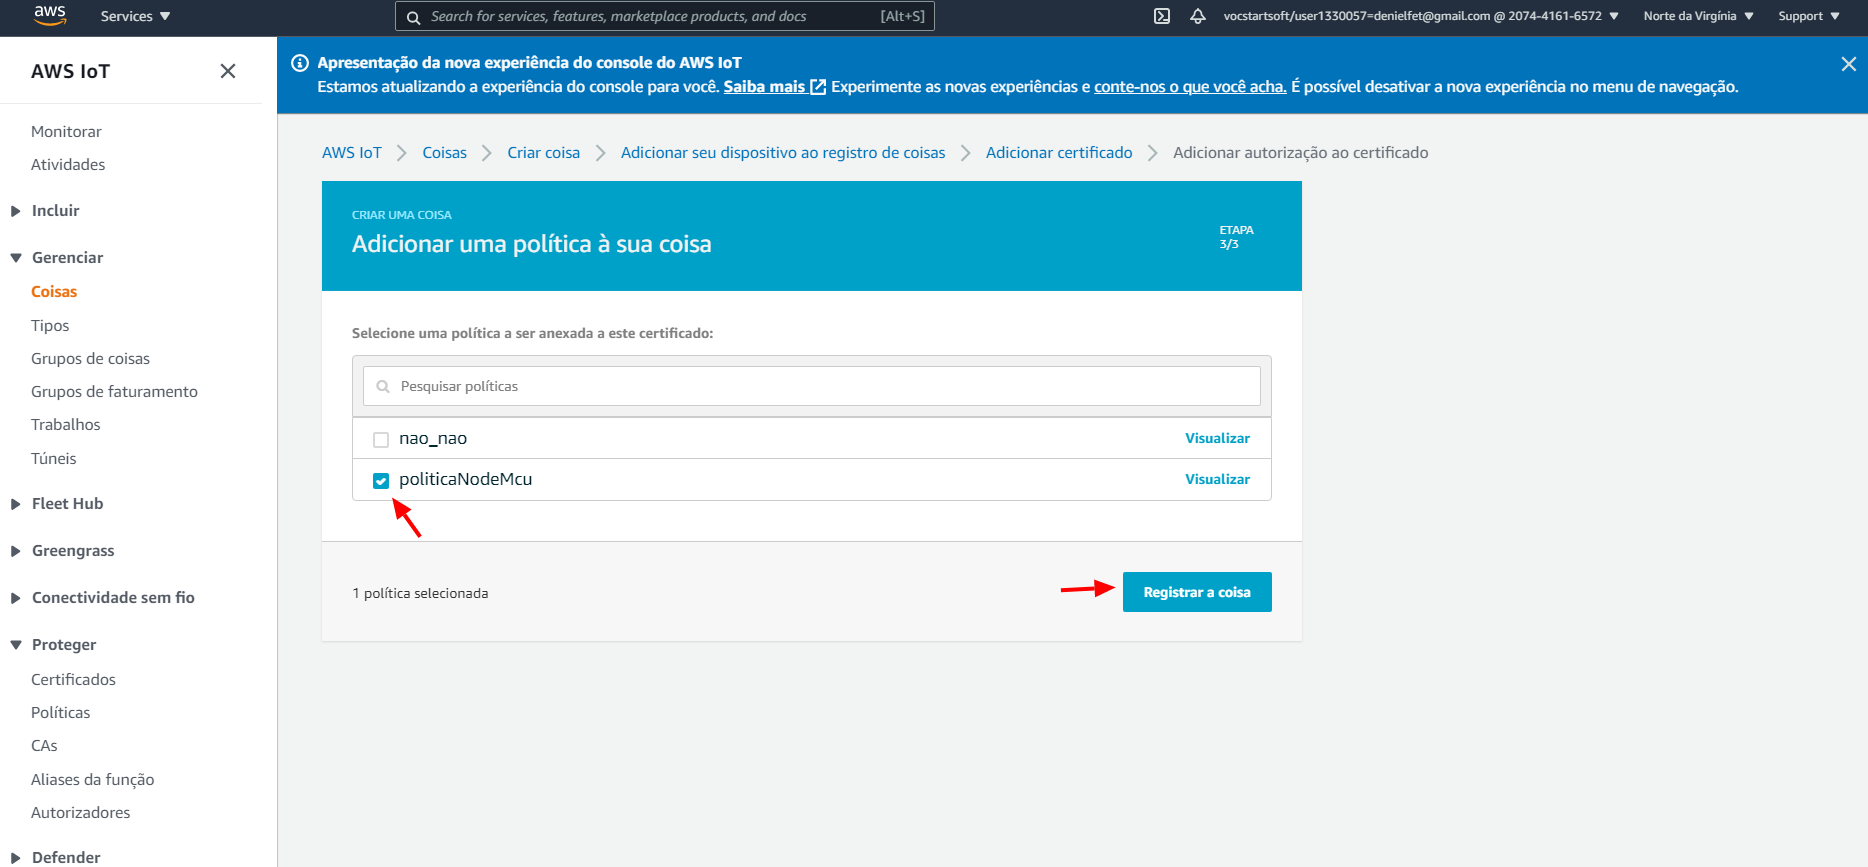 aws
Services
Search for services, features, marketplace products, and docs
[Alt+S]
vocstartsoft/user1330057=denielfet@gmail.com @ 2074-4161-6572
Norte da Virgínia
Support
AWS IoT
Monitorar
Atividades
Incluir
Gerenciar
Coisas
Tipos
Grupos de coisas
Grupos de faturamento
Trabalhos
Túneis
Fleet Hub
Greengrass
Conectividade sem fio
Proteger
Certificados
Políticas
CAs
Aliases da função
Autorizadores
Defender
Apresentação da nova experiência do console do AWS IoT
Estamos atualizando a experiência do console para você. Saiba mais Experimente as novas experiências e conte-nos o que você acha. É possível desativar a nova experiência no menu de navegação.
AWS IoT
Coisas
Criar coisa
Adicionar seu dispositivo ao registro de coisas
Adicionar certificado
Adicionar autorização ao certificado
CRIAR UMA COISA
Adicionar uma política à sua coisa
ETAPA
3/3
Selecione uma política a ser anexada a este certificado:
Pesquisar políticas
nao_nao
Visualizar
politicaNodeMcu
Visualizar
1 política selecionada
Registrar a coisa